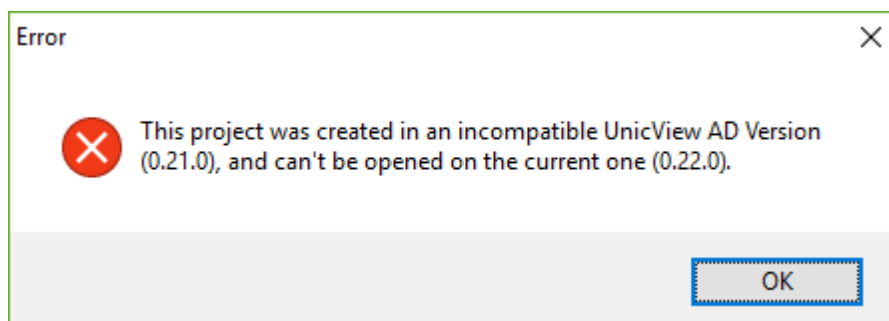 Error
This project was created in an incompatible UnicView AD Version
(0.21.0), and can't be opened on the current one (0.22.0).
OK